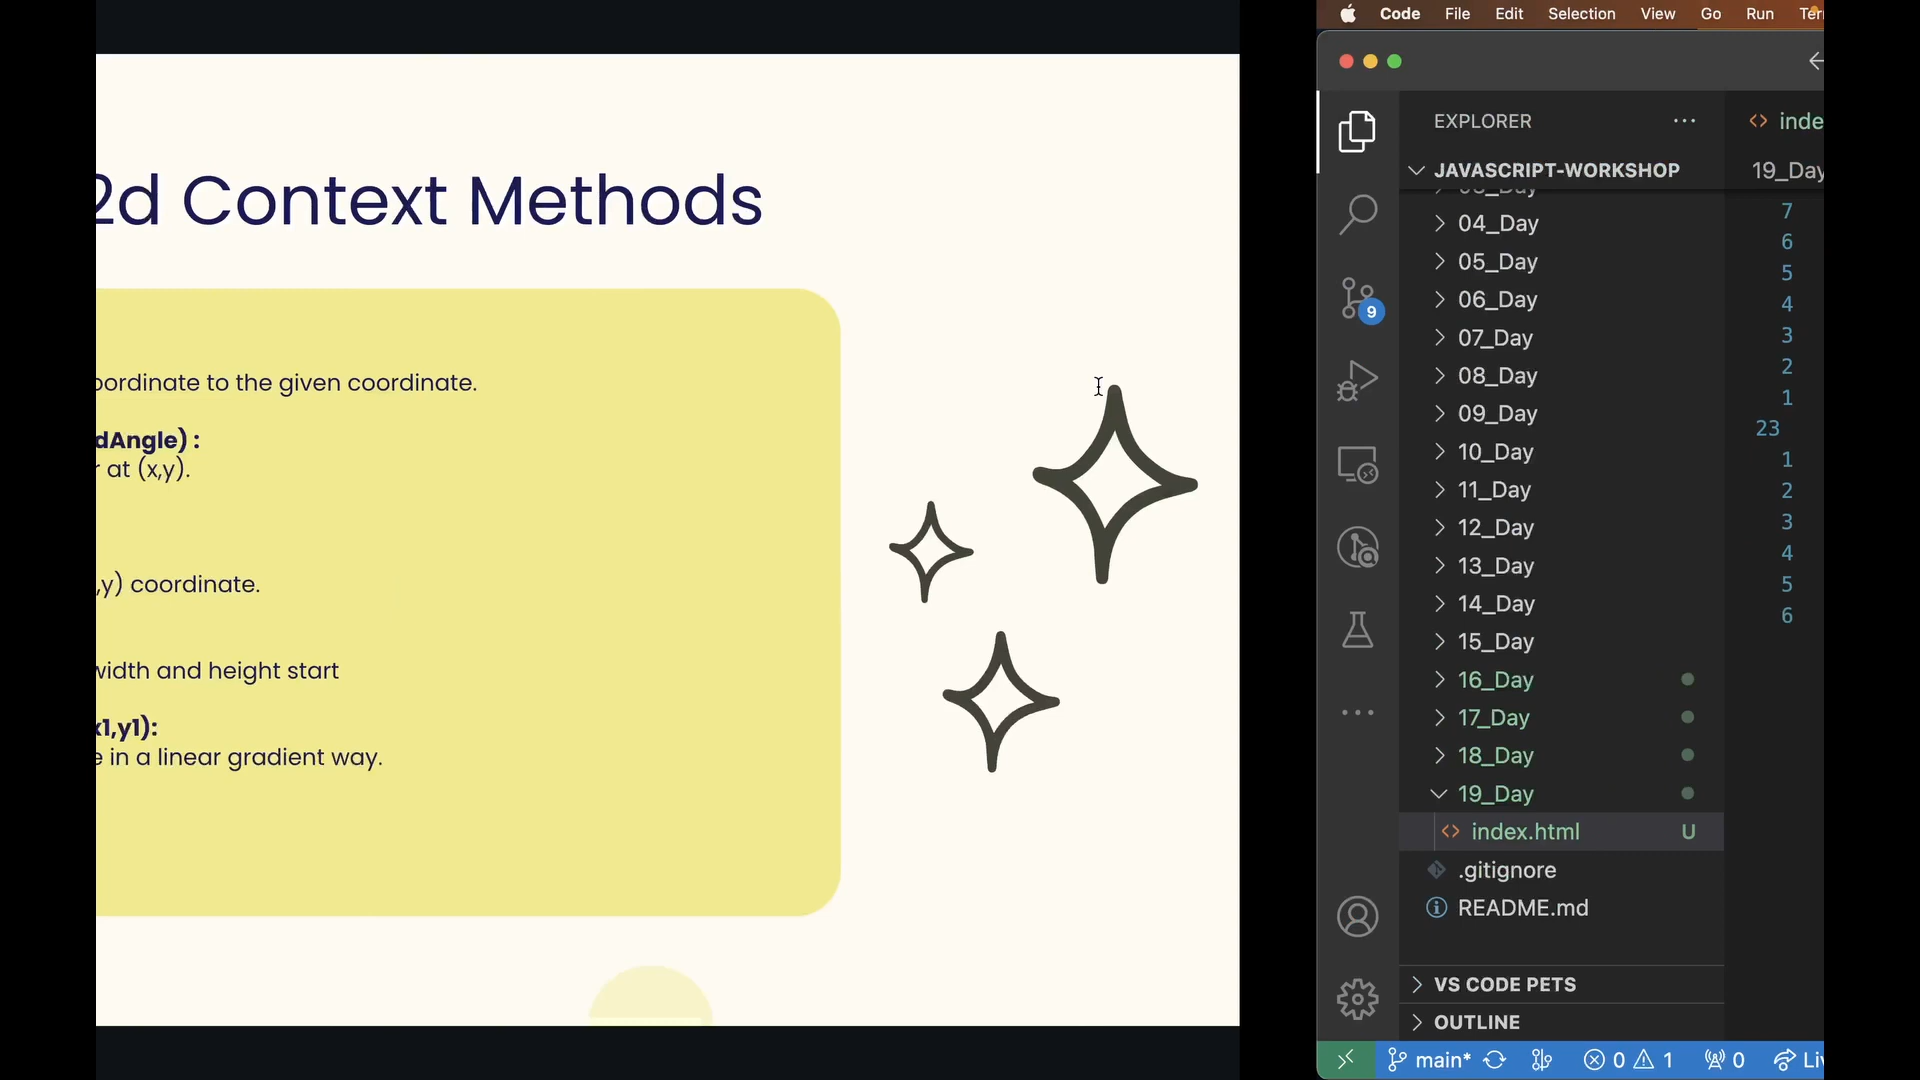 2d Context Methods
oordinate to the given coordinate.
dAngle) :
r at (x,y).
,y) coordinate.
width and height start
x1,y1):
e in a linear gradient way.
Code File Edit Selection View Go Run Ter
EXPLORER
JAVASCRIPT-WORKSHOP
04_Day
05_Day
06_Day
07_Day
08_Day
09_Day
10_Day
11_Day
12_Day
13_Day
14_Day
15_Day
16_Day
17_Day
18_Day
19_Day
index.html U
.gitignore
README.md
VS CODE PETS
OUTLINE
9
inde
19_Day
7
6
5
4
3
2
1
23
1
2
3
4
5
6
main* 0 1 0 Liv